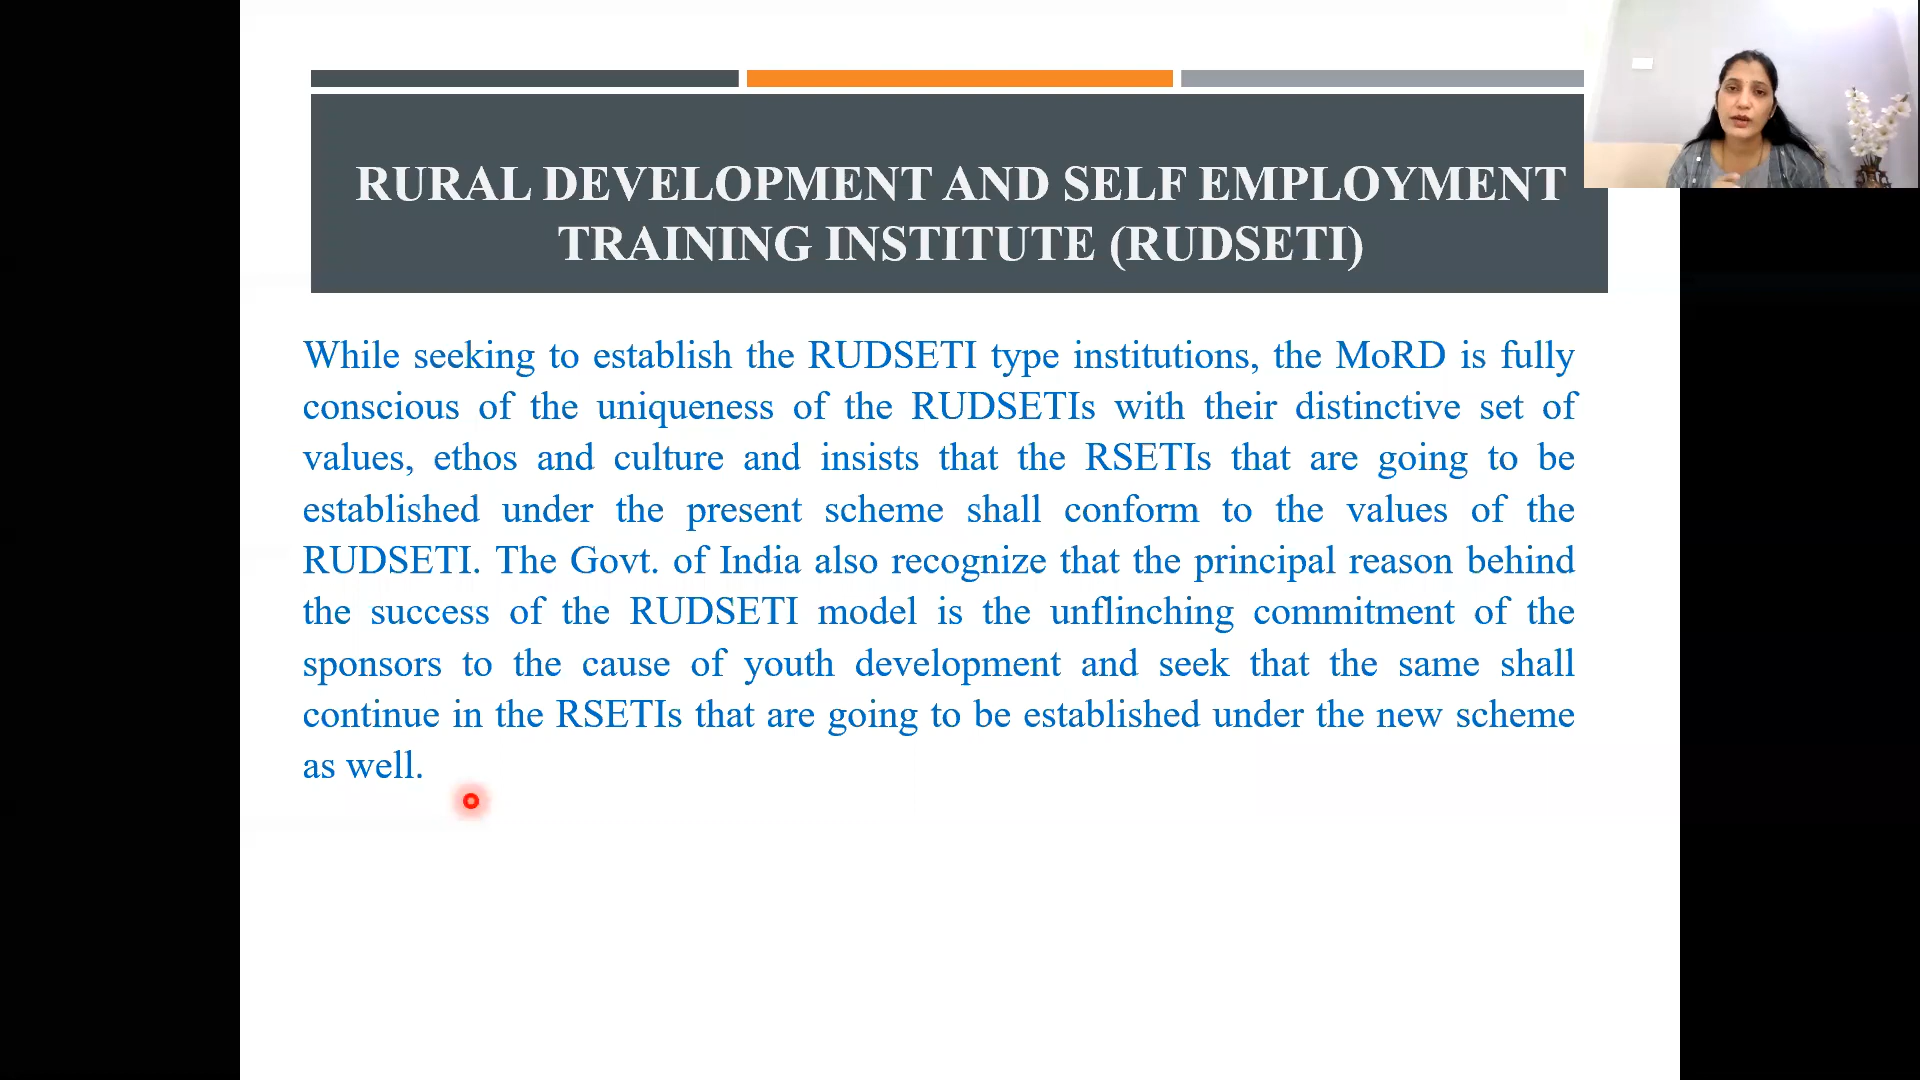 RURAL DEVELOPMENT AND SELF EMPLOYMENT
TRAINING INSTITUTE (RUDSETI)
While seeking to establish the RUDSETI type institutions, the MoRD is fully
conscious of the uniqueness of the RUDSETIs with their distinctive set of
values, ethos and culture and insists that the RSETIs that are going to be
established under the present scheme shall conform to the values of the
RUDSETI. The Govt. of India also recognize that the principal reason behind
the success of the RUDSETI model is the unflinching commitment of the
sponsors to the cause of youth development and seek that the same shall
continue in the RSETIs that are going to be established under the new scheme
as well.